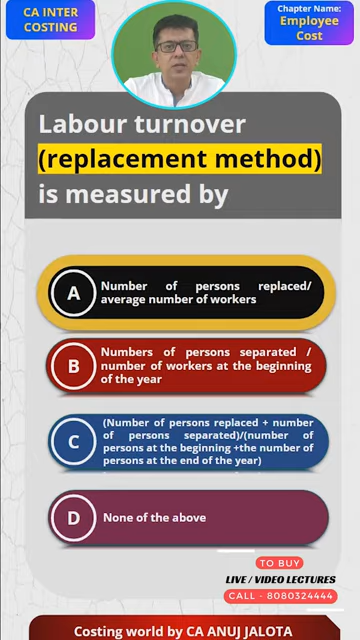 CA INTER
COSTING
Chapter Name:
Employee
Cost
Labour turnover
(replacement method)
is measured by
A
Number of persons replaced/
average number of workers
B
Numbers of persons separated /
number of workers at the beginning
of the year
C
(Number of persons replaced + number
of persons separated)/(number of
persons at the beginning +the number of
persons at the end of the year)
D
None of the above
TO BUY
LIVE / VIDEO LECTURES
CALL - 8080324444
Costing world by CA ANUJ JALOTA